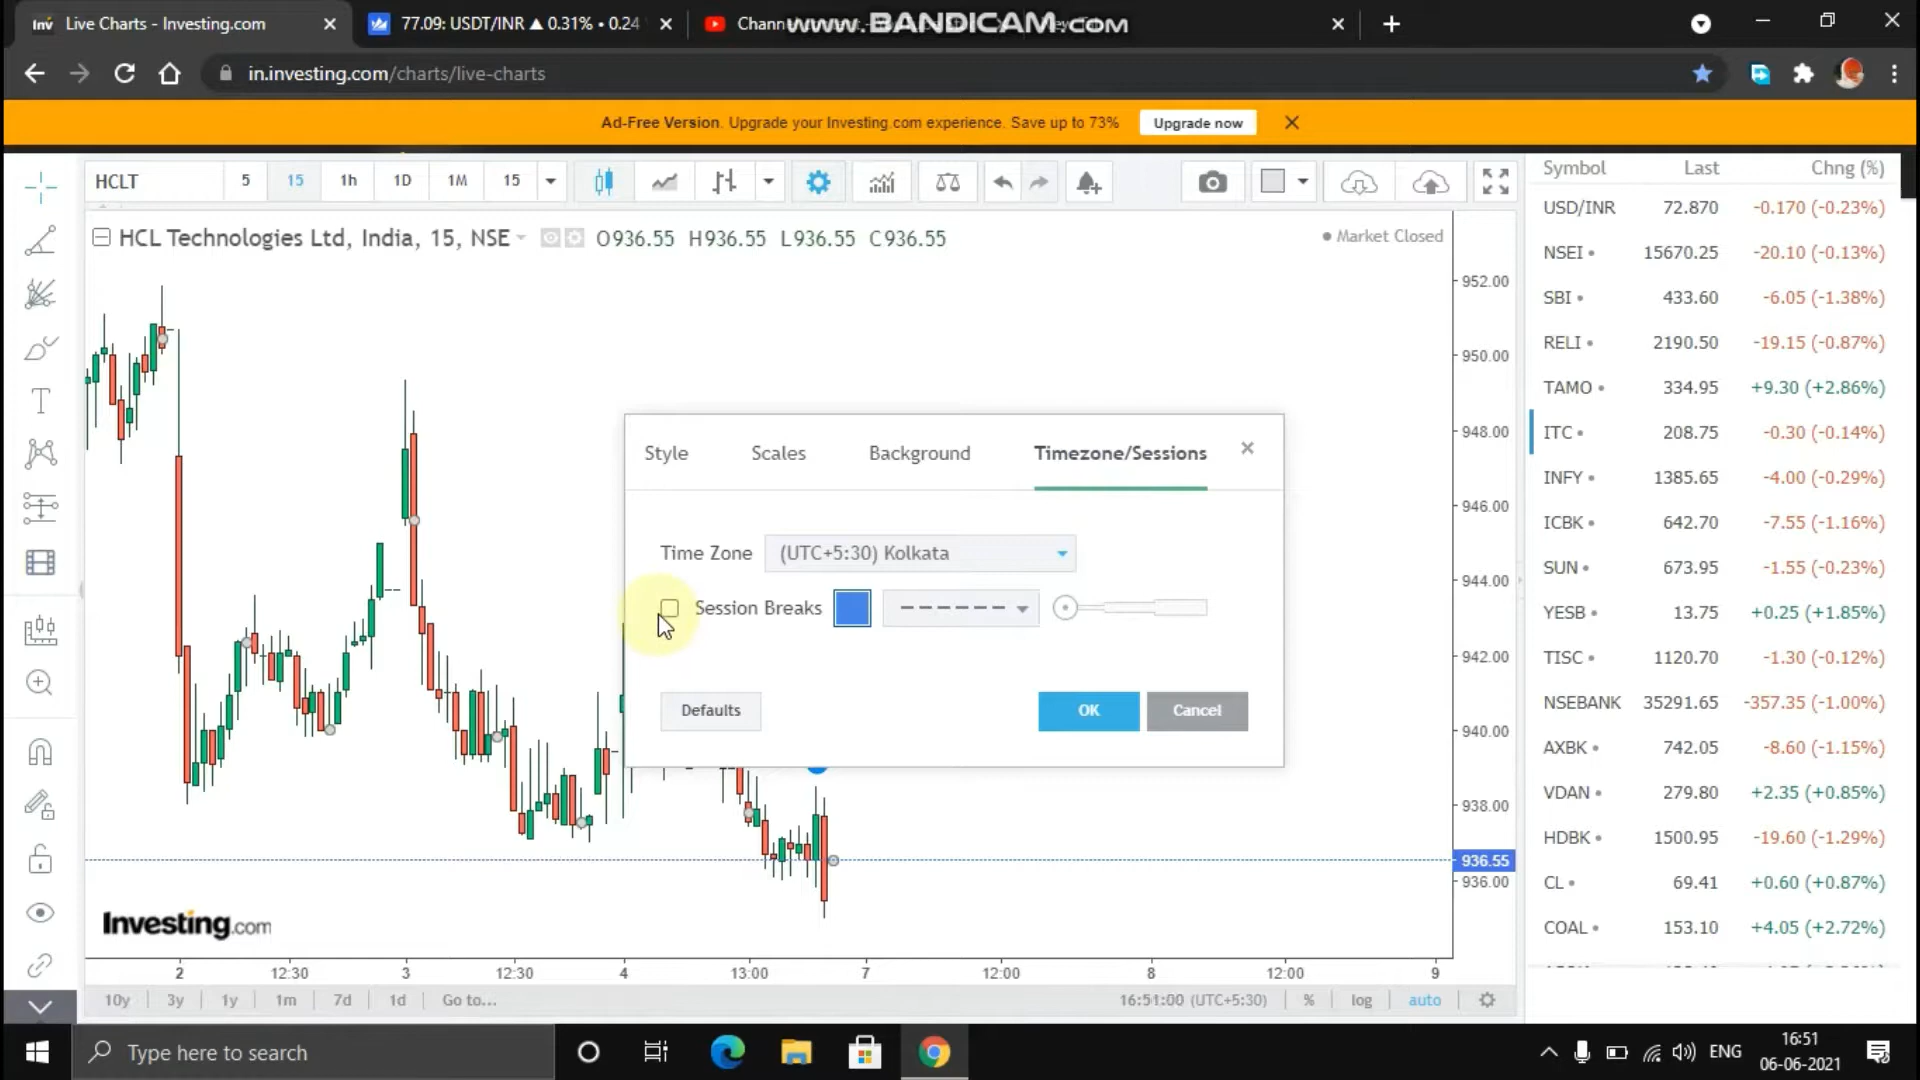 Live Charts - Investing.com
77.09: USDT/INR ▲ 0.31% • 0.24
www.BANDICAM.com
in.investing.com/charts/live-charts
Ad-Free Version. Upgrade your Investing.com experience. Save up to 73%
Upgrade now
HCLT
5
15
1h
1D
1M
15
HCL Technologies Ltd, India, 15, NSE
O936.55 H936.55 L936.55 C936.55
Market Closed
952.00
950.00
948.00
946.00
944.00
942.00
940.00
938.00
936.55
936.00
Style
Scales
Background
Timezone/Sessions
Time Zone
(UTC+5:30) Kolkata
Session Breaks
Defaults
OK
Cancel
Investing.com
2 12:30 3 12:30 4 13:00 7 12:00 8 12:00 9
10y 3y 1y 1m 7d 1d Go to...
16:51:00 (UTC+5:30) % log auto
Symbol Last Chng (%)
USD/INR 72.870 -0.170 (-0.23%)
NSEI 15670.25 -20.10 (-0.13%)
SBI 433.60 -6.05 (-1.38%)
RELI 2190.50 -19.15 (-0.87%)
TAMO 334.95 +9.30 (+2.86%)
ITC 208.75 -0.30 (-0.14%)
INFY 1385.65 -4.00 (-0.29%)
ICBK 642.70 -7.55 (-1.16%)
SUN 673.95 -1.55 (-0.23%)
YESB 13.75 +0.25 (+1.85%)
TISC 1120.70 -1.30 (-0.12%)
NSEBANK 35291.65 -357.35 (-1.00%)
AXBK 742.05 -8.60 (-1.15%)
VDAN 279.80 +2.35 (+0.85%)
HDBK 1500.95 -19.60 (-1.29%)
CL 69.41 +0.60 (+0.87%)
COAL 153.10 +4.05 (+2.72%)
Type here to search
ENG
16:51
06-06-2021